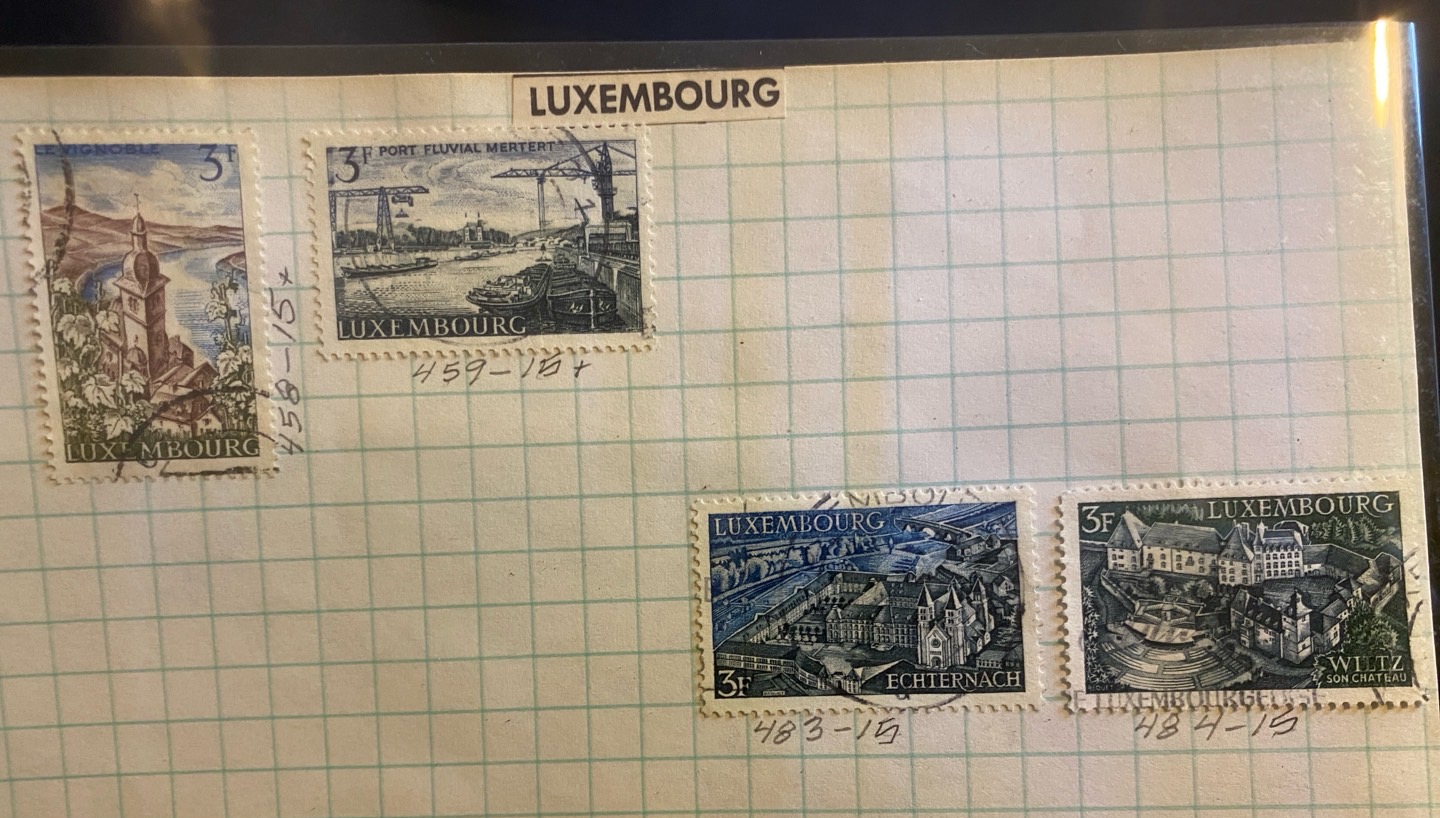 LUXEMBOURG
LE VIGNOBLE 3F
LUXEMBOURG
458-15+
3F PORT FLUVIAL MERTERT
LUXEMBOURG
459-15+
LUXEMBOURG
3F ECHTERNACH
483-15
3F LUXEMBOURG
WILTZ
SON CHATEAU
E LUXEMBOURGEOISE
484-15